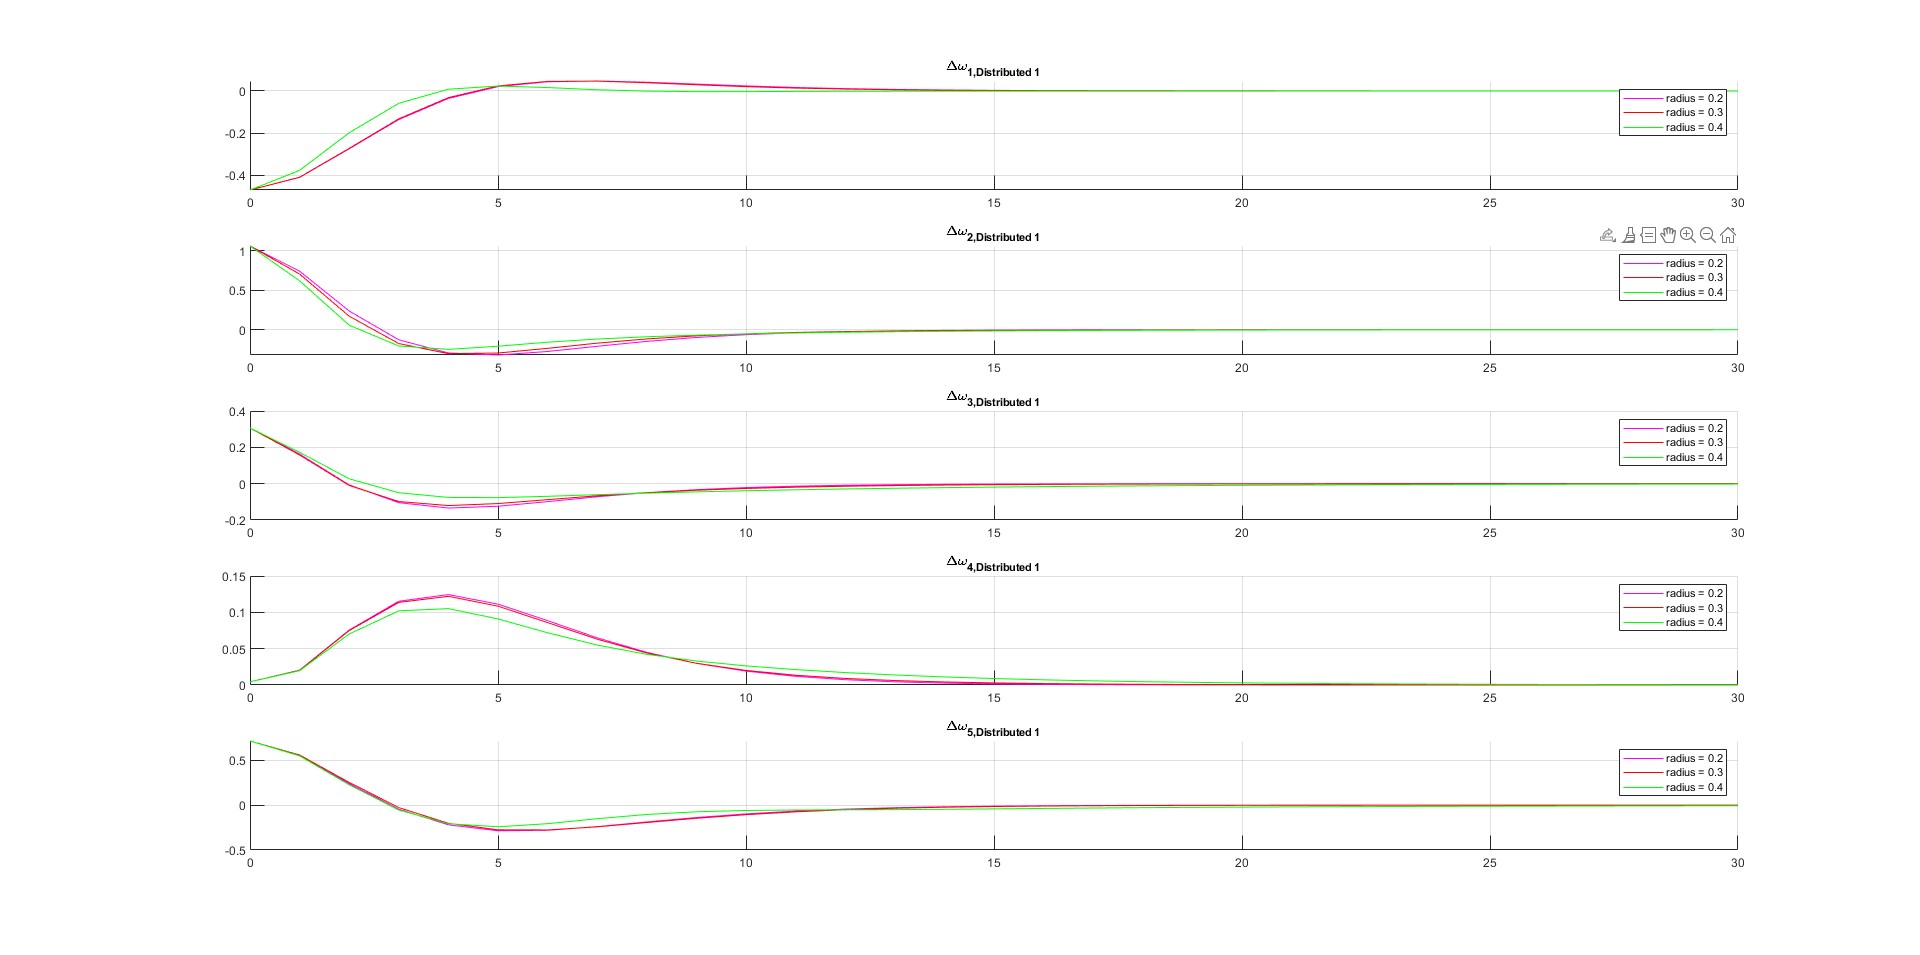 Δω1,Distributed 1
0
-0.2
-0.4
radius = 0.2
radius = 0.3
radius = 0.4
0 5 10 15 20 25 30
Δω2,Distributed 1
1
0.5
0
radius = 0.2
radius = 0.3
radius = 0.4
0 5 10 15 20 25 30
Δω3,Distributed 1
0.4
0.2
0
-0.2
radius = 0.2
radius = 0.3
radius = 0.4
0 5 10 15 20 25 30
Δω4,Distributed 1
0.15
0.1
0.05
0
radius = 0.2
radius = 0.3
radius = 0.4
0 5 10 15 20 25 30
Δω5,Distributed 1
0.5
0
-0.5
radius = 0.2
radius = 0.3
radius = 0.4
0 5 10 15 20 25 30